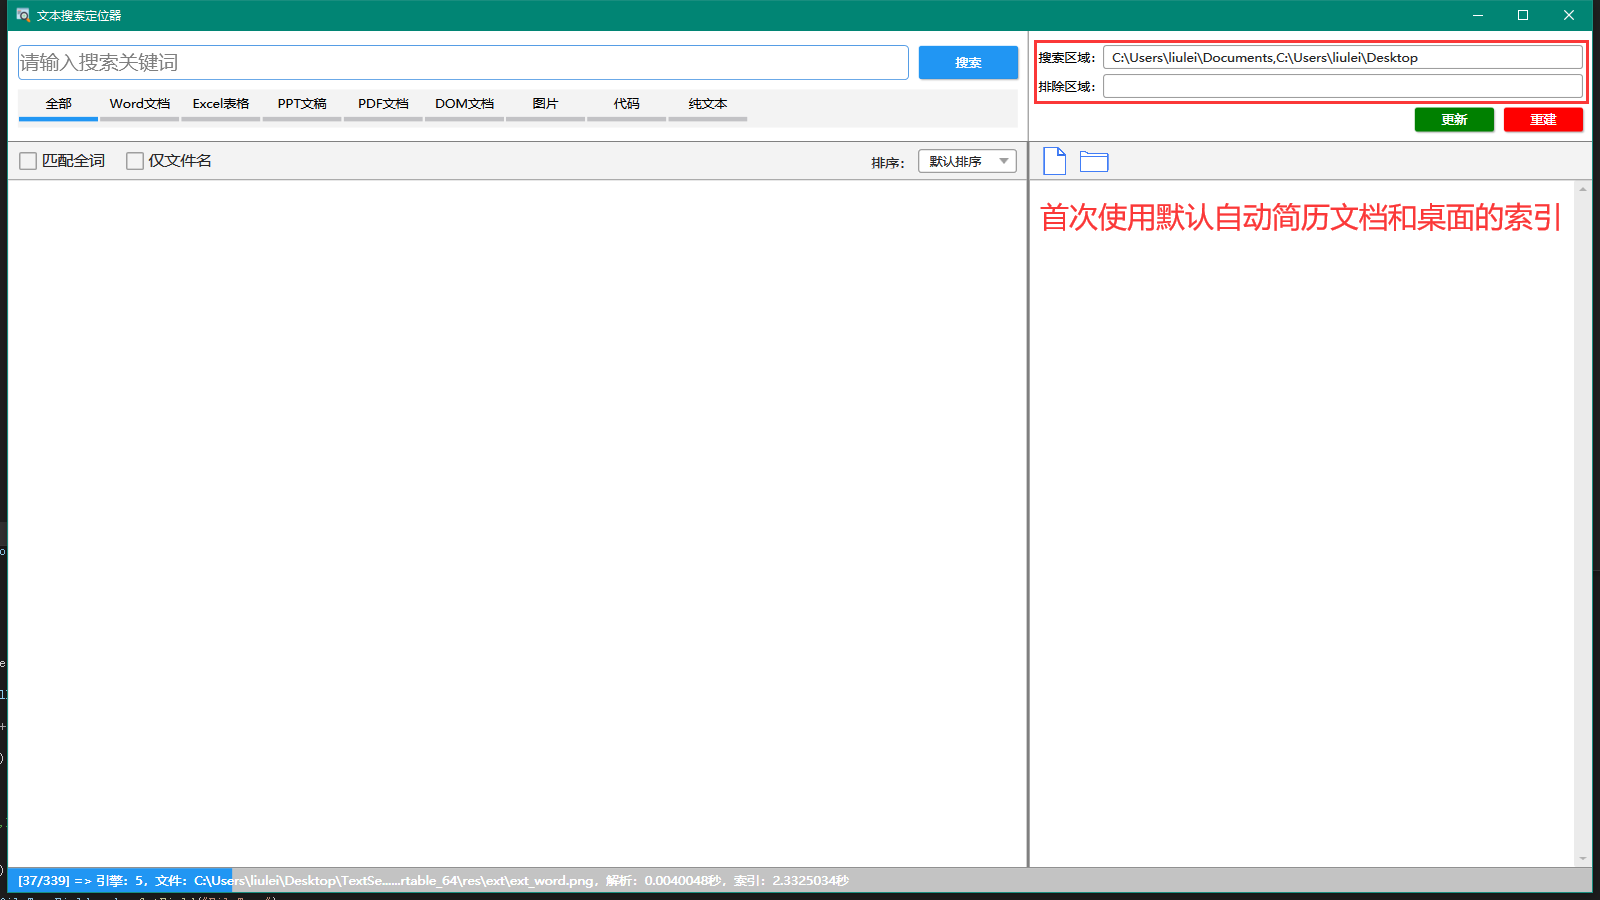 文本搜索定位器
请输入搜索关键词
搜索
搜索区域： C:\Users\liulei\Documents,C:\Users\liulei\Desktop
排除区域：
全部 Word文档 Excel表格 PPT文稿 PDF文档 DOM文档 图片 代码 纯文本
更新 重建
匹配全词 仅文件名 排序： 默认排序
首次使用默认自动简历文档和桌面的索引
[37/339] => 引擎：5，文件：C:\Users\liulei\Desktop\TextSe......rtable_64\res\ext\ext_word.png，解析：0.0040048秒，索引：2.3325034秒